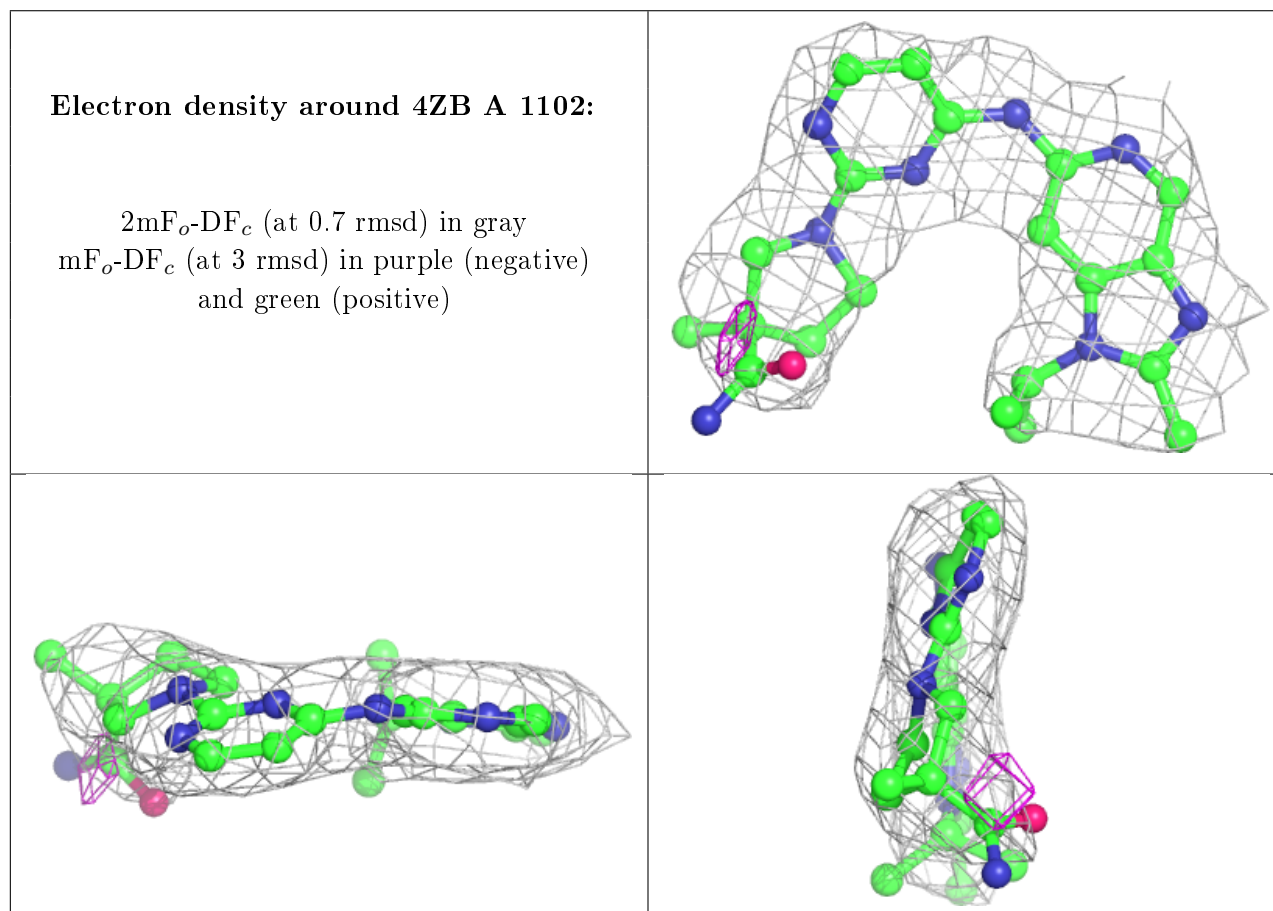 Electron density around 4ZB A 1102:
2mFo-DFc (at 0.7 rmsd) in gray
mFo-DFc (at 3 rmsd) in purple (negative)
and green (positive)